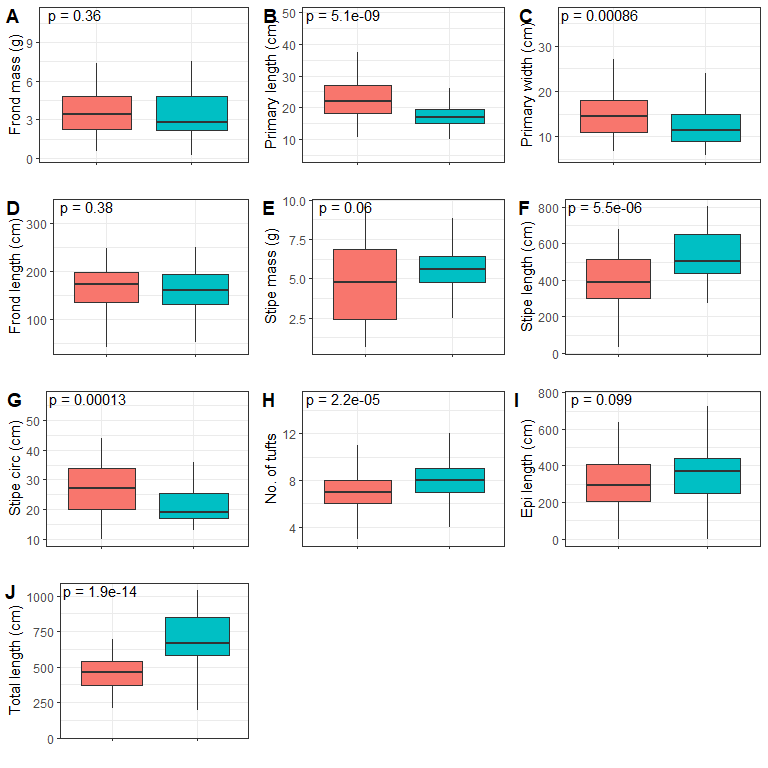 A
p = 0.36
Frond mass (g)
9
6
3
0
B
p = 5.1e-09
Primary length (cm)
50
40
30
20
10
C
p = 0.00086
Primary width (cm)
30
20
10
D
p = 0.38
Frond length (cm)
300
200
100
E
p = 0.06
Stipe mass (g)
10.0
7.5
5.0
2.5
F
p = 5.5e-06
Stipe length (cm)
800
600
400
200
0
G
p = 0.00013
Stipe circ (cm)
50
40
30
20
10
H
p = 2.2e-05
No. of tufts
12
8
4
I
p = 0.099
Epi length (cm)
800
600
400
200
0
J
p = 1.9e-14
Total length (cm)
1000
750
500
250
0